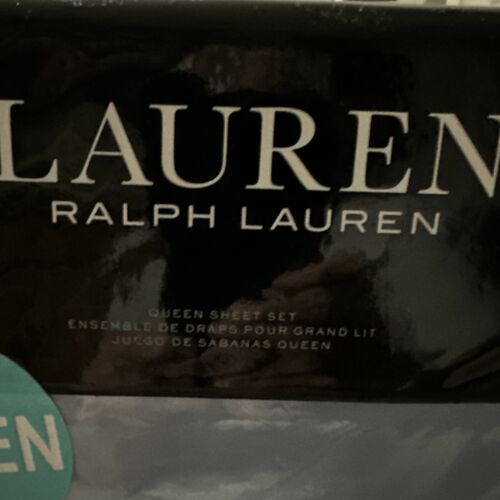 LAUREN
RALPH LAUREN
QUEEN SHEET SET
ENSEMBLE DE DRAPS POUR GRAND LIT
JUEGO DE SABANAS QUEEN
EN